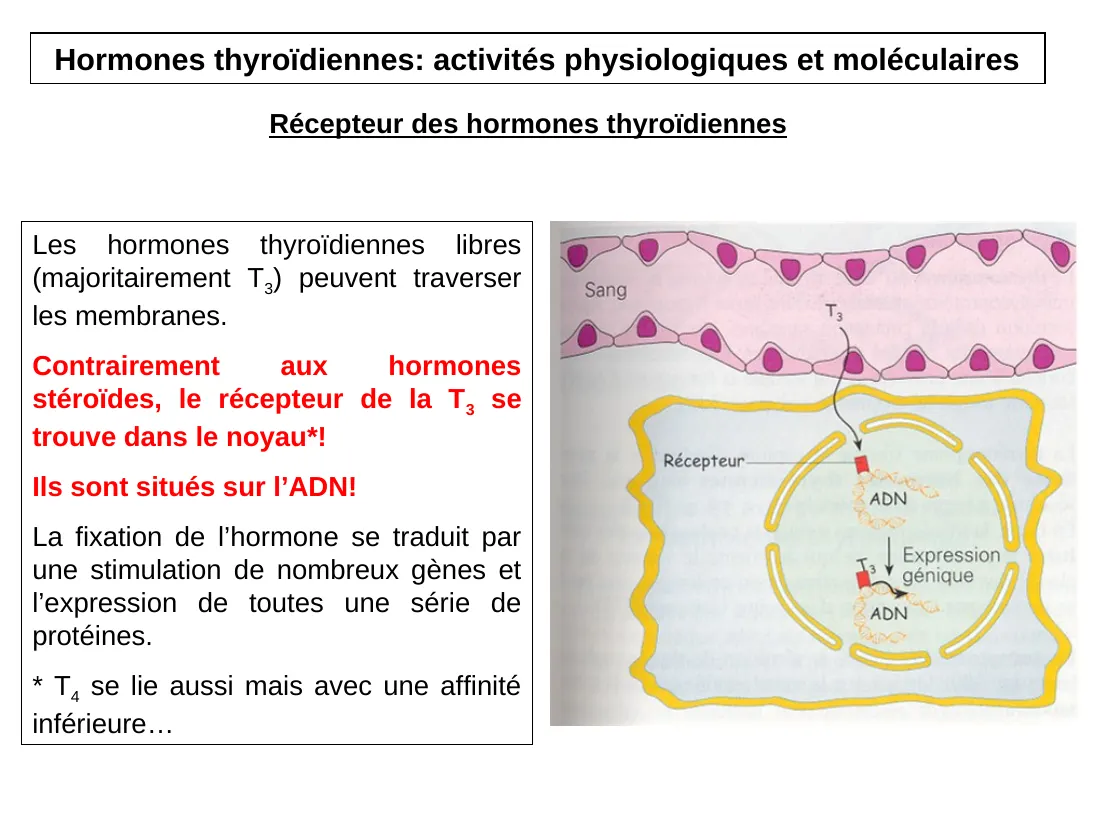 Hormones thyroïdiennes: activités physiologiques et moléculaires
Récepteur des hormones thyroïdiennes
Les hormones thyroïdiennes libres
(majoritairement T3) peuvent traverser
les membranes.
Contrairement aux hormones
stéroïdes, le récepteur de la T3 se
trouve dans le noyau*!
Ils sont situés sur l’ADN!
La fixation de l’hormone se traduit par
une stimulation de nombreux gènes et
l’expression de toutes une série de
protéines.
* T4 se lie aussi mais avec une affinité
inférieure…
Sang
T3
Récepteur
ADN
Expression
génique
T3
ADN